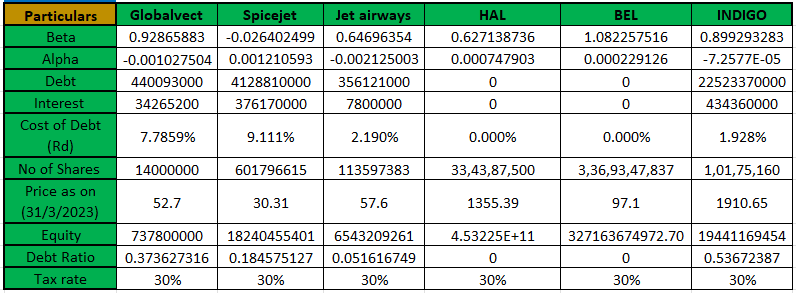 Particulars Globalvect Spicejet Jet airways HAL BEL INDIGO
Beta 0.92865883 -0.026402499 0.64696354 0.627138736 1.082257516 0.899293283
Alpha -0.001027504 0.001210593 -0.002125003 0.000747903 0.000229126 -7.2577E-05
Debt 440093000 4128810000 356121000 0 0 22523370000
Interest 34265200 376170000 7800000 0 0 434360000
Cost of Debt
(Rd) 7.7859% 9.111% 2.190% 0.000% 0.000% 1.928%
No of Shares 14000000 601796615 113597383 33,43,87,500 3,36,93,47,837 1,01,75,160
Price as on
(31/3/2023) 52.7 30.31 57.6 1355.39 97.1 1910.65
Equity 737800000 18240455401 6543209261 4.53225E+11 327163674972.70 19441169454
Debt Ratio 0.373627316 0.184575127 0.051616749 0 0 0.53672387
Tax rate 30% 30% 30% 30% 30% 30%